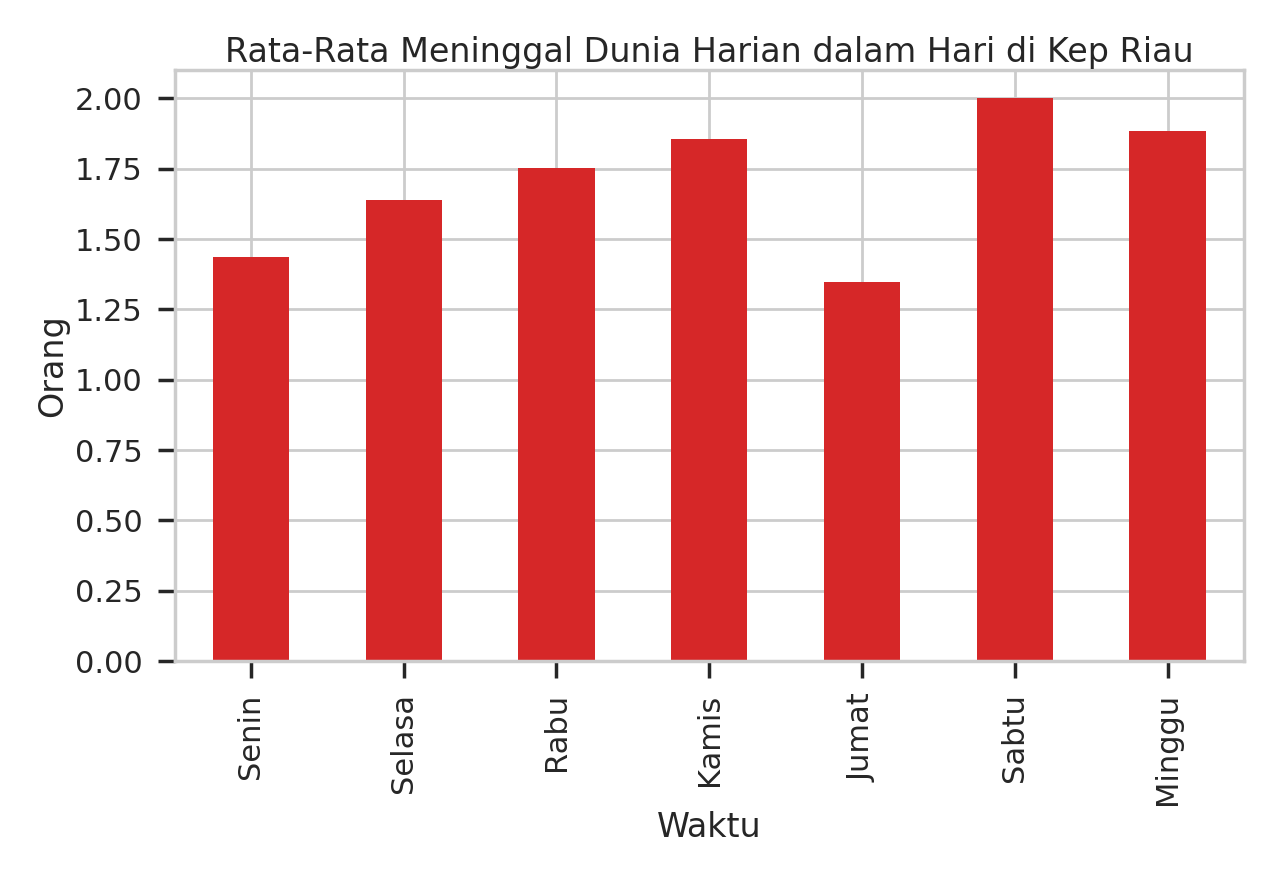 Rata-Rata Meninggal Dunia Harian dalam Hari di Kep Riau
2.00
1.75
1.50
1.25
1.00
0.75
0.50
0.25
0.00
Orang
Senin
Selasa
Rabu
Kamis
Jumat
Sabtu
Minggu
Waktu